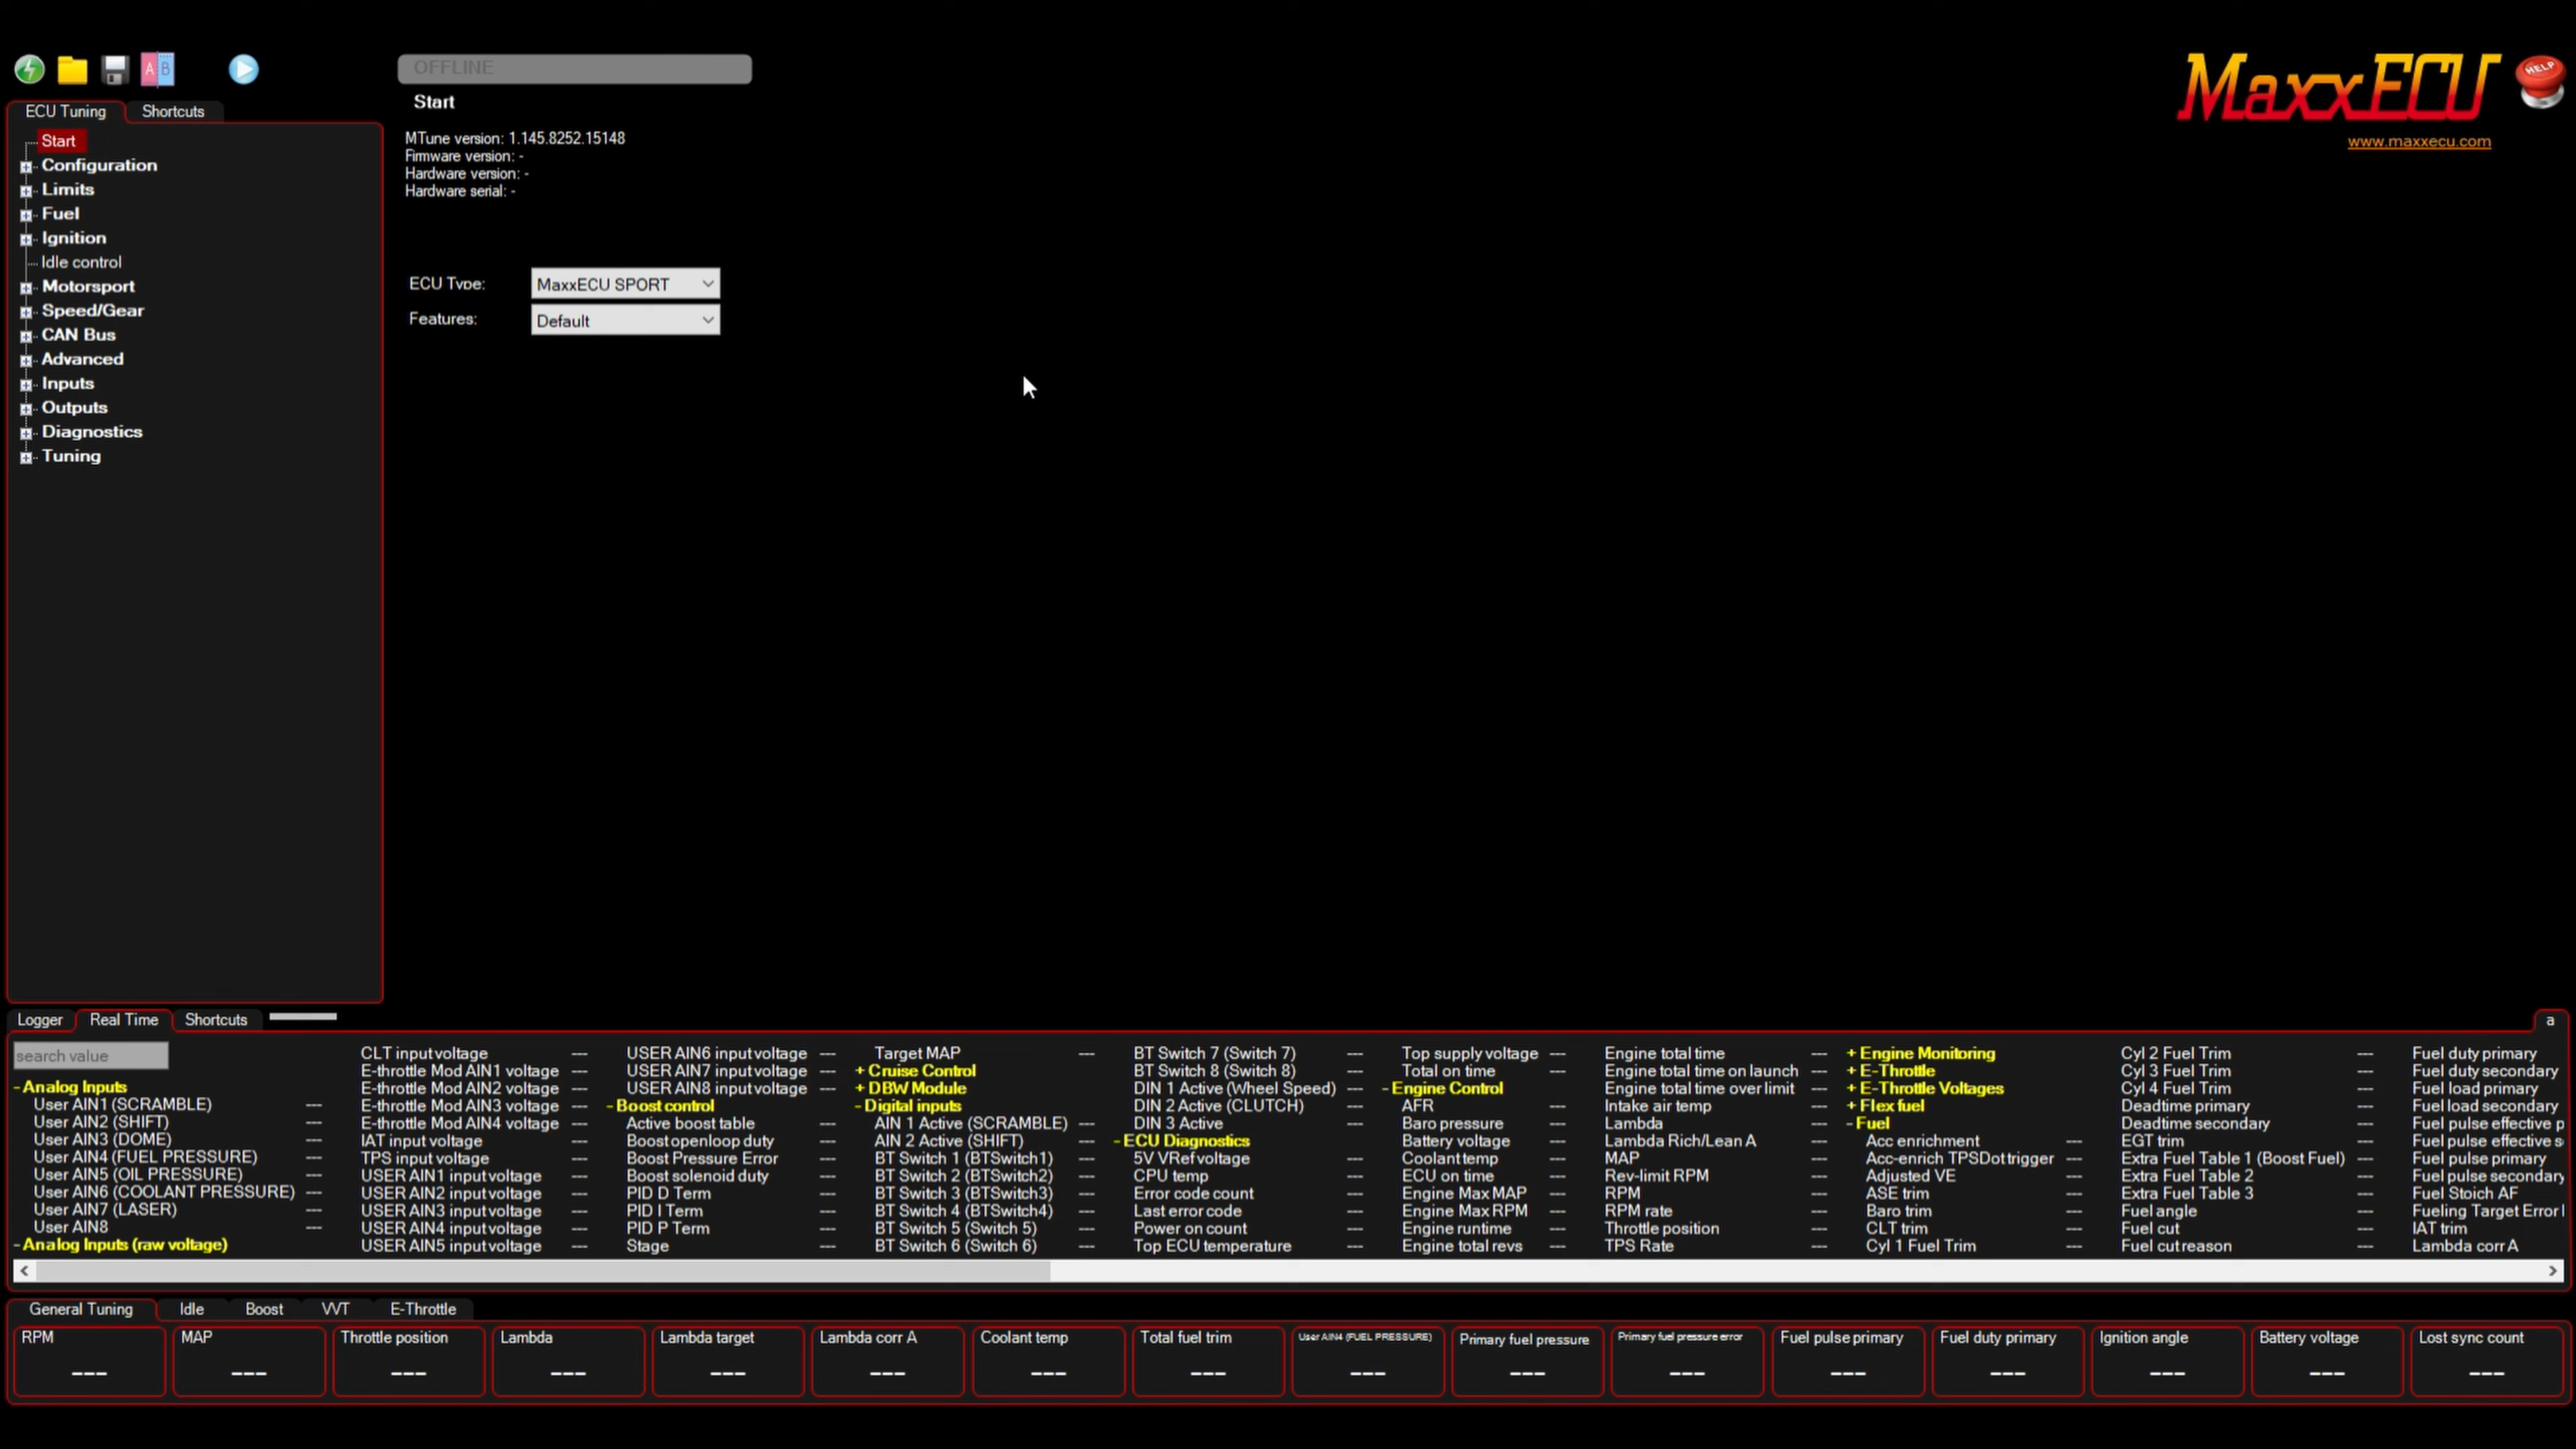 A B
OFFLINE
MaxxECU
HELP
www.maxxecu.com
ECU Tuning
Shortcuts
Start
Configuration
Limits
Fuel
Ignition
Idle control
Motorsport
Speed/Gear
CAN Bus
Advanced
Inputs
Outputs
Diagnostics
Tuning
Start
MTune version: 1.145.8252.15148
Firmware version: -
Hardware version: -
Hardware serial: -
ECU Type:
MaxxECU SPORT
Features:
Default
Logger
Real Time
Shortcuts
a
search value
- Analog Inputs
User AIN1 (SCRAMBLE) ---
User AIN2 (SHIFT) ---
User AIN3 (DOME) ---
User AIN4 (FUEL PRESSURE) ---
User AIN5 (OIL PRESSURE) ---
User AIN6 (COOLANT PRESSURE) ---
User AIN7 (LASER) ---
User AIN8 ---
- Analog Inputs (raw voltage)
CLT input voltage ---
E-throttle Mod AIN1 voltage ---
E-throttle Mod AIN2 voltage ---
E-throttle Mod AIN3 voltage ---
E-throttle Mod AIN4 voltage ---
IAT input voltage ---
TPS input voltage ---
USER AIN1 input voltage ---
USER AIN2 input voltage ---
USER AIN3 input voltage ---
USER AIN4 input voltage ---
USER AIN5 input voltage ---
USER AIN6 input voltage ---
USER AIN7 input voltage ---
USER AIN8 input voltage ---
- Boost control
Active boost table ---
Boost openloop duty ---
Boost Pressure Error ---
Boost solenoid duty ---
PID D Term ---
PID I Term ---
PID P Term ---
Stage ---
Target MAP ---
+ Cruise Control
+ DBW Module
- Digital inputs
AIN 1 Active (SCRAMBLE) ---
AIN 2 Active (SHIFT) ---
BT Switch 1 (BTSwitch1) ---
BT Switch 2 (BTSwitch2) ---
BT Switch 3 (BTSwitch3) ---
BT Switch 4 (BTSwitch4) ---
BT Switch 5 (Switch 5) ---
BT Switch 6 (Switch 6) ---
BT Switch 7 (Switch 7) ---
BT Switch 8 (Switch 8) ---
DIN 1 Active (Wheel Speed) ---
DIN 2 Active (CLUTCH) ---
DIN 3 Active ---
- ECU Diagnostics
5V VRef voltage ---
CPU temp ---
Error code count ---
Last error code ---
Power on count ---
Top ECU temperature ---
Top supply voltage ---
Total on time ---
- Engine Control
AFR ---
Baro pressure ---
Battery voltage ---
Coolant temp ---
ECU on time ---
Engine Max MAP ---
Engine Max RPM ---
Engine runtime ---
Engine total revs ---
Engine total time ---
Engine total time on launch ---
Engine total time over limit ---
Intake air temp ---
Lambda ---
Lambda Rich/Lean A ---
MAP ---
Rev-limit RPM ---
RPM ---
RPM rate ---
Throttle position ---
TPS Rate ---
+ Engine Monitoring
+ E-Throttle
+ E-Throttle Voltages
+ Flex fuel
- Fuel
Acc enrichment ---
Acc-enrich TPSDot trigger ---
Adjusted VE ---
ASE trim ---
Baro trim ---
CLT trim ---
Cyl 1 Fuel Trim ---
Cyl 2 Fuel Trim ---
Cyl 3 Fuel Trim ---
Cyl 4 Fuel Trim ---
Deadtime primary ---
Deadtime secondary ---
EGT trim ---
Extra Fuel Table 1 (Boost Fuel) ---
Extra Fuel Table 2 ---
Extra Fuel Table 3 ---
Fuel angle ---
Fuel cut ---
Fuel cut reason ---
Fuel duty primary
Fuel duty secondary
Fuel load primary
Fuel load secondary
Fuel pulse effective p
Fuel pulse effective s
Fuel pulse primary
Fuel pulse secondary
Fuel Stoich AF
Fueling Target Error
IAT trim
Lambda corr A
General Tuning
Idle
Boost
VVT
E-Throttle
RPM
---
MAP
---
Throttle position
---
Lambda
---
Lambda target
---
Lambda corr A
---
Coolant temp
---
Total fuel trim
---
User AIN4 (FUEL PRESSURE)
---
Primary fuel pressure
---
Primary fuel pressure error
---
Fuel pulse primary
---
Fuel duty primary
---
Ignition angle
---
Battery voltage
---
Lost sync count
---